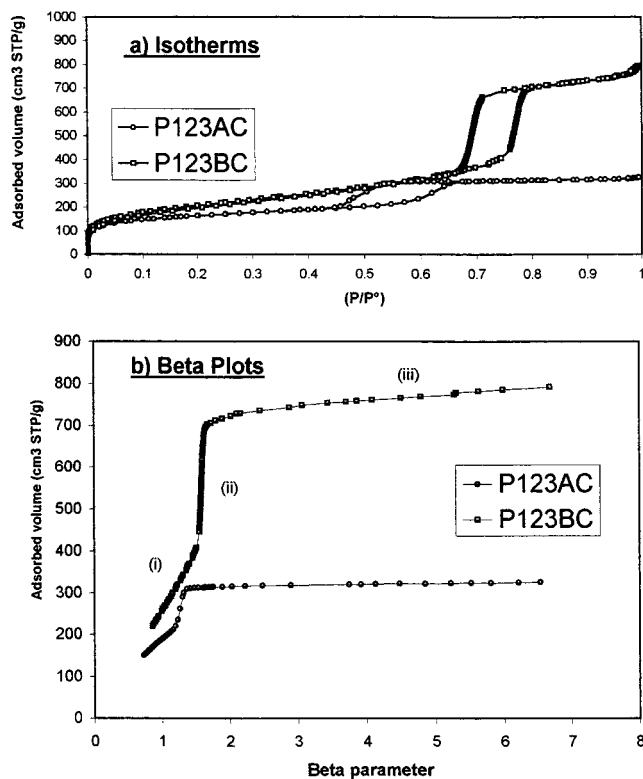 a) Isotherms
P123AC
P123BC
Adsorbed volume (cm3 STP/g)
1000
900
800
700
600
500
400
300
200
100
0
0 0.1 0.2 0.3 0.4 0.5 0.6 0.7 0.8 0.9 1
(P/P°)
b) Beta Plots
(iii)
(ii)
(i)
P123AC
P123BC
Adsorbed volume (cm3 STP/g)
900
800
700
600
500
400
300
200
100
0
0 1 2 3 4 5 6 7 8
Beta parameter